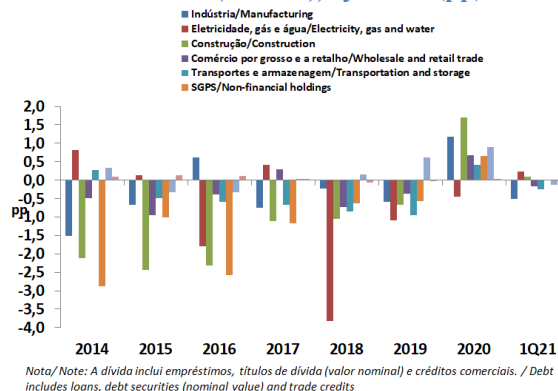 Indústria/Manufacturing
Eletricidade, gás e água/Electricity, gas and water
Construção/Construction
Comércio por grosso e a retalho/Wholesale and retail trade
Transportes e armazenagem/Transportation and storage
SGPS/Non-financial holdings
2,0
1,5
1,0
0,5
0,0
-0,5
pp
-1,0
-1,5
-2,0
-2,5
-3,0
-3,5
-4,0
2014 2015 2016 2017 2018 2019 2020 1Q21
Nota/ Note: A dívida inclui empréstimos, títulos de dívida (valor nominal) e créditos comerciais. / Debt
includes loans, debt securities (nominal value) and trade credits